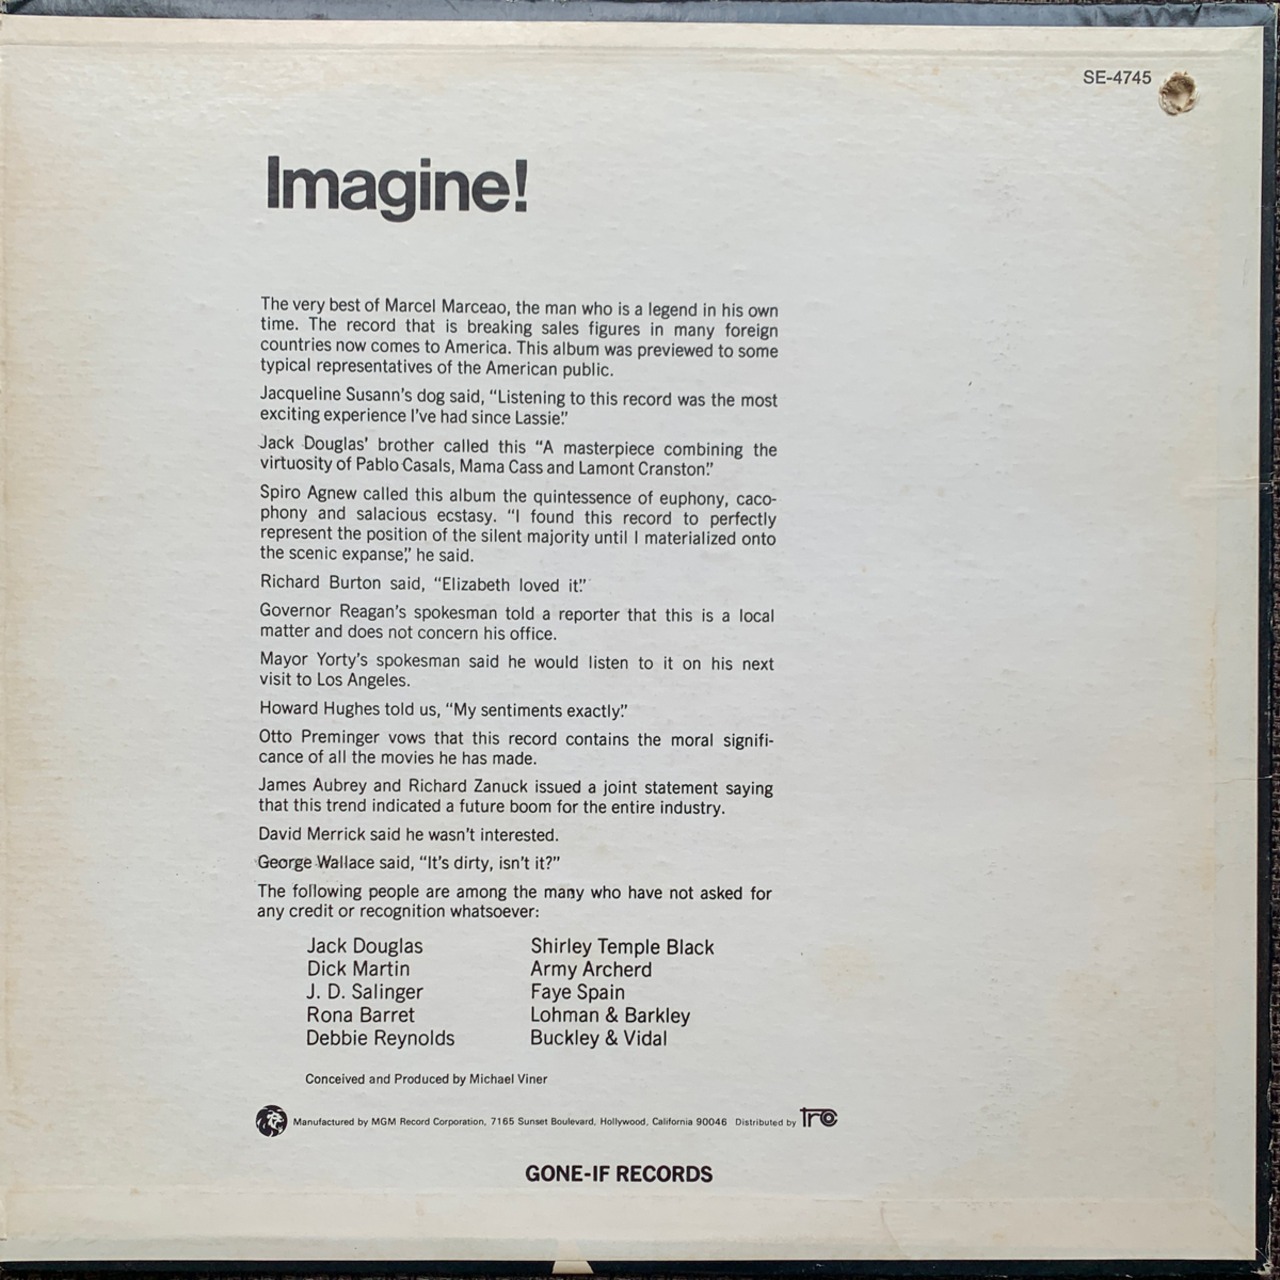 SE-4745
Imagine!
The very best of Marcel Marceao, the man who is a legend in his own
time. The record that is breaking sales figures in many foreign
countries now comes to America. This album was previewed to some
typical representatives of the American public.
Jacqueline Susann's dog said, "Listening to this record was the most
exciting experience I've had since Lassie."
Jack Douglas' brother called this "A masterpiece combining the
virtuosity of Pablo Casals, Mama Cass and Lamont Cranston."
Spiro Agnew called this album the quintessence of euphony, caco-
phony and salacious ecstasy. "I found this record to perfectly
represent the position of the silent majority until I materialized onto
the scenic expanse," he said.
Richard Burton said, "Elizabeth loved it."
Governor Reagan's spokesman told a reporter that this is a local
matter and does not concern his office.
Mayor Yorty's spokesman said he would listen to it on his next
visit to Los Angeles.
Howard Hughes told us, "My sentiments exactly."
Otto Preminger vows that this record contains the moral signifi-
cance of all the movies he has made.
James Aubrey and Richard Zanuck issued a joint statement saying
that this trend indicated a future boom for the entire industry.
David Merrick said he wasn't interested.
George Wallace said, "It's dirty, isn't it?"
The following people are among the many who have not asked for
any credit or recognition whatsoever:
Jack Douglas
Dick Martin
J. D. Salinger
Rona Barret
Debbie Reynolds
Shirley Temple Black
Army Archerd
Faye Spain
Lohman & Barkley
Buckley & Vidal
Conceived and Produced by Michael Viner
Manufactured by MGM Record Corporation, 7165 Sunset Boulevard, Hollywood, California 90046 Distributed by trc
GONE-IF RECORDS